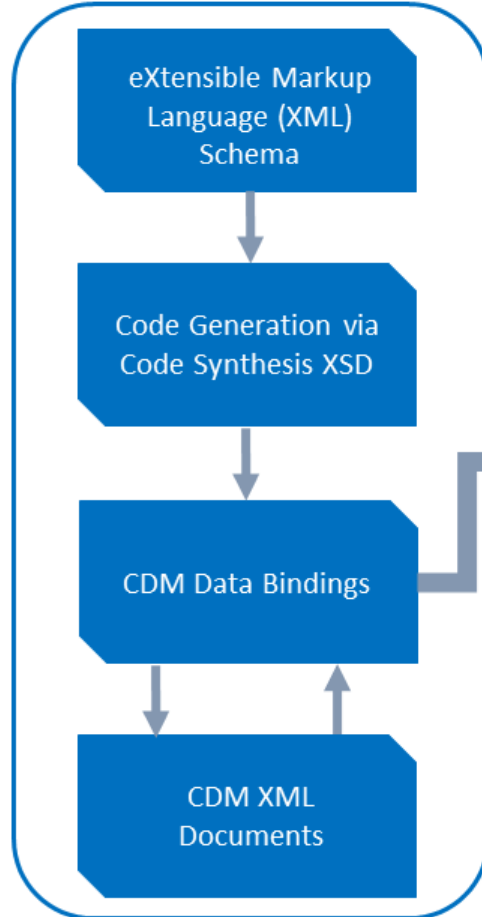 eXtensible Markup
Language (XML)
Schema
Code Generation via
Code Synthesis XSD
CDM Data Bindings
CDM XML
Documents